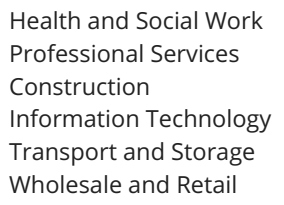 Health and Social Work
Professional Services
Construction
Information Technology
Transport and Storage
Wholesale and Retail